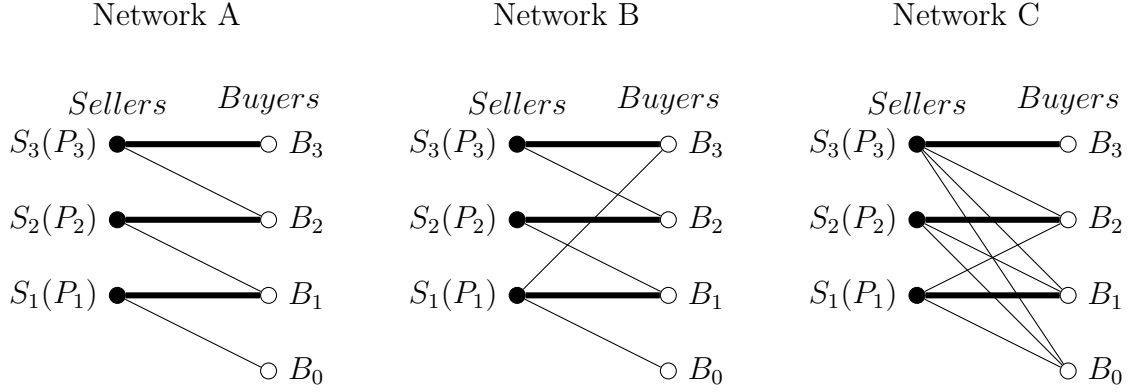 Network A Network B Network C
Sellers Buyers Sellers Buyers Sellers Buyers
S₃(P₃) B₃ S₃(P₃) B₃ S₃(P₃) B₃
S₂(P₂) B₂ S₂(P₂) B₂ S₂(P₂) B₂
S₁(P₁) B₁ S₁(P₁) B₁ S₁(P₁) B₁
B₀ B₀ B₀